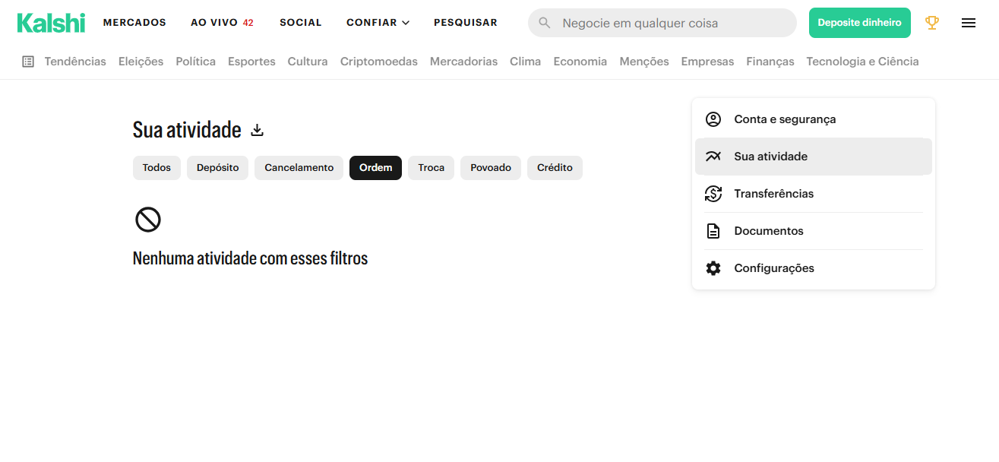 Kalshi MERCADOS AO VIVO 42 SOCIAL CONFIAR PESQUISAR Negocie em qualquer coisa Deposite dinheiro
Tendências Eleições Política Esportes Cultura Criptomoedas Mercadorias Clima Economia Menções Empresas Finanças Tecnologia e Ciência
Sua atividade
Todos Depósito Cancelamento Ordem Troca Povoado Crédito
Nenhuma atividade com esses filtros
Conta e segurança
Sua atividade
Transferências
Documentos
Configurações